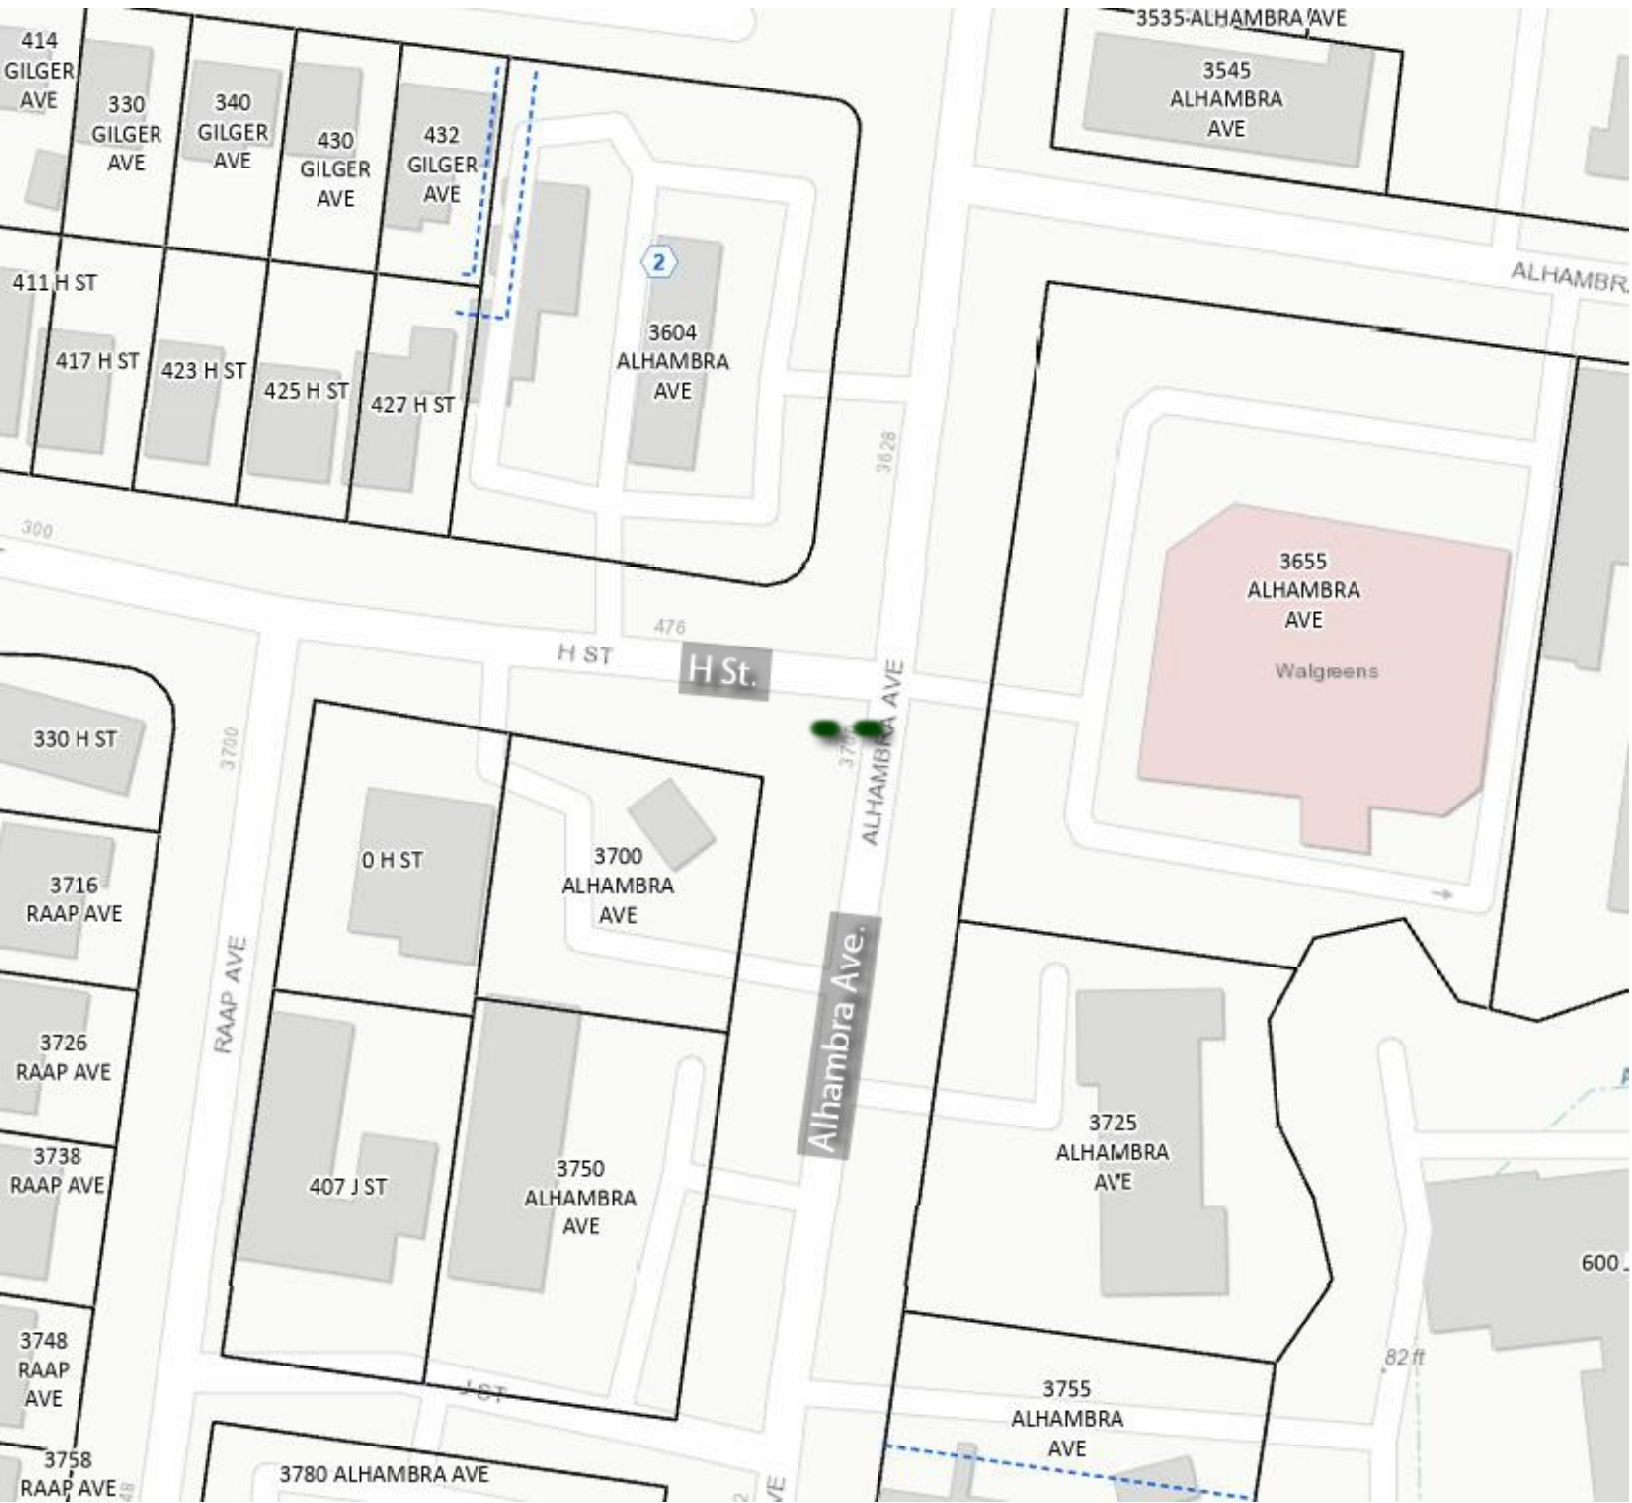 3535 ALHAMBRA AVE
414
GILGER
AVE
330
GILGER
AVE
340
GILGER
AVE
430
GILGER
AVE
432
GILGER
AVE
3545
ALHAMBRA
AVE
2
3604
ALHAMBRA
AVE
411 H ST
417 H ST
423 H ST
425 H ST
427 H ST
3628
300
476
H ST
H St.
3655
ALHAMBRA
AVE
Walgreens
330 H ST
3700
ALHAMBRA AVE
0 H ST
3700
ALHAMBRA
AVE
3716
RAAP AVE
RAAP AVE
Alhambra Ave.
3726
RAAP AVE
3725
ALHAMBRA
AVE
3738
RAAP AVE
407 J ST
3750
ALHAMBRA
AVE
600
82 ft
3748
RAAP
AVE
J ST
3755
ALHAMBRA
AVE
3758
RAAP AVE
3780 ALHAMBRA AVE